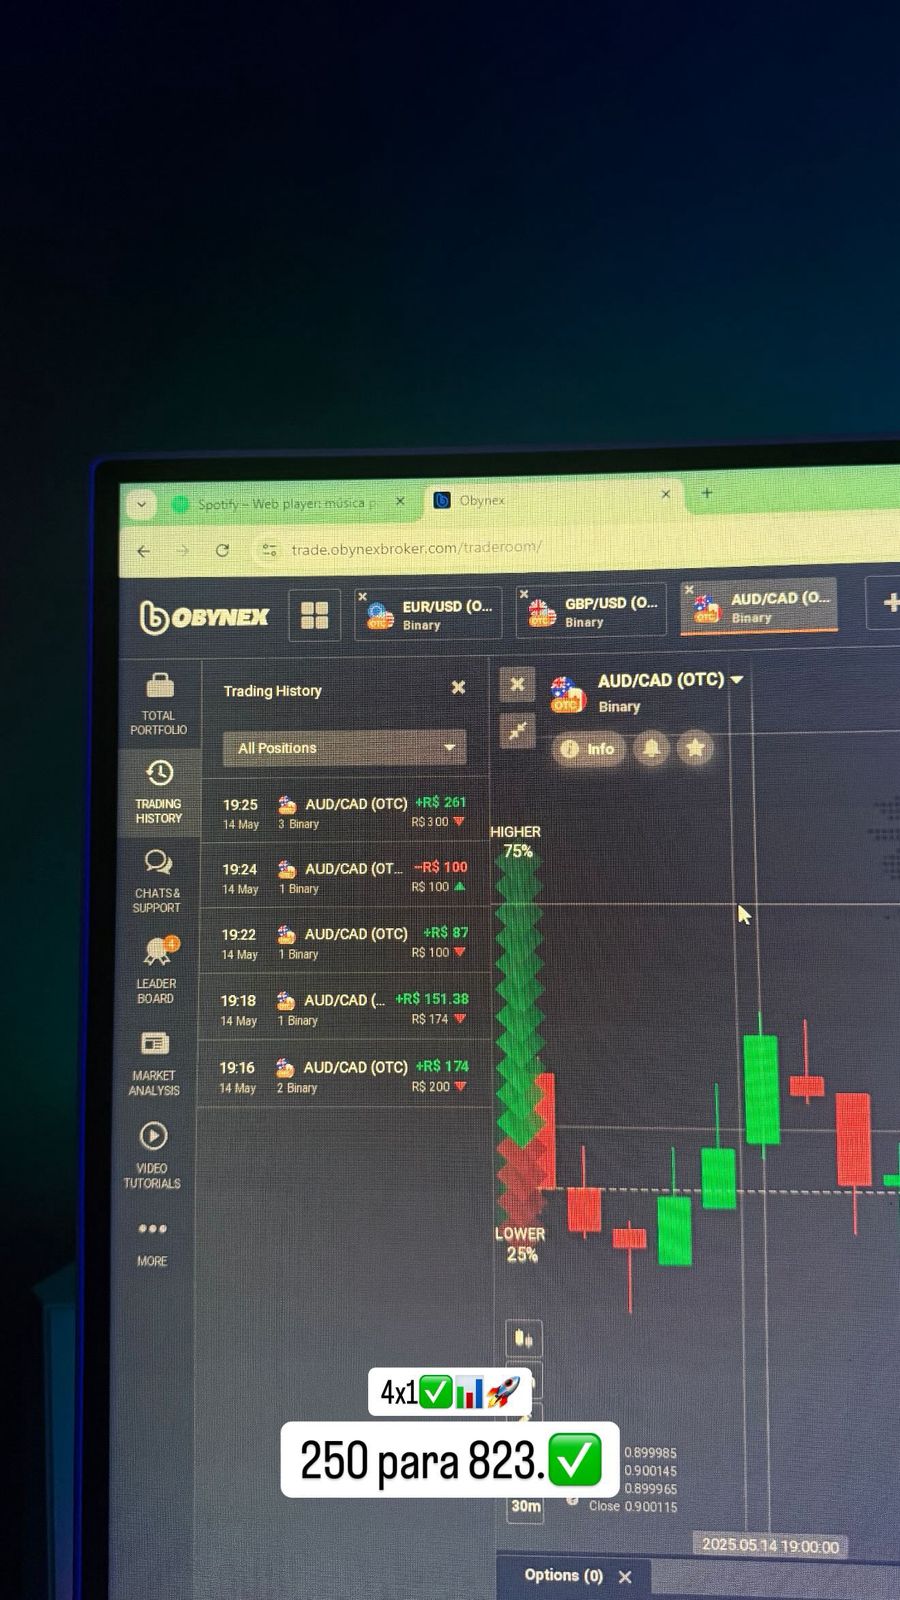 Spotify – Web player: música p
Obynex
trade.obynexbroker.com/traderoom/
OBYNEX
EUR/USD (O...
Binary
GBP/USD (O...
Binary
AUD/CAD (O...
Binary
TOTAL
PORTFOLIO
TRADING
HISTORY
CHATS &
SUPPORT
4
LEADER
BOARD
MARKET
ANALYSIS
VIDEO
TUTORIALS
MORE
Trading History
All Positions
19:25 AUD/CAD (OTC) +R$ 261
14 May 3 Binary R$ 300
19:24 AUD/CAD (OT... −R$ 100
14 May 1 Binary R$ 100
19:22 AUD/CAD (OTC) +R$ 87
14 May 1 Binary R$ 100
19:18 AUD/CAD (... +R$ 151.38
14 May 1 Binary R$ 174
19:16 AUD/CAD (OTC) +R$ 174
14 May 2 Binary R$ 200
AUD/CAD (OTC)
OTC
Binary
Info
HIGHER
75%
LOWER
25%
4x1✅📊🚀
250 para 823.✅
0.899985
0.900145
0.899965
Close 0.900115
30m
2025.05.14 19:00:00
Options (0)